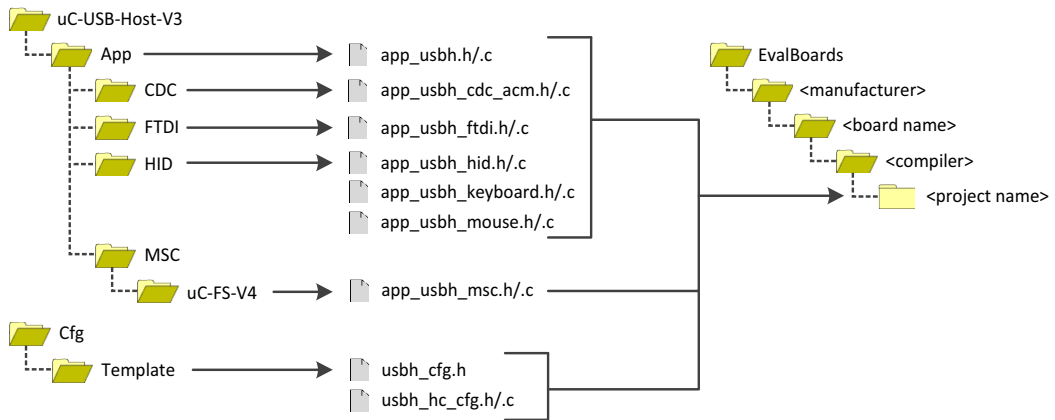 uC-USB-Host-V3
App
app_usbh.h/.c
CDC
app_usbh_cdc_acm.h/.c
FTDI
app_usbh_ftdi.h/.c
HID
app_usbh_hid.h/.c
app_usbh_keyboard.h/.c
app_usbh_mouse.h/.c
MSC
uC-FS-V4
app_usbh_msc.h/.c
Cfg
Template
usbh_cfg.h
usbh_hc_cfg.h/.c
EvalBoards
<manufacturer>
<board name>
<compiler>
<project name>